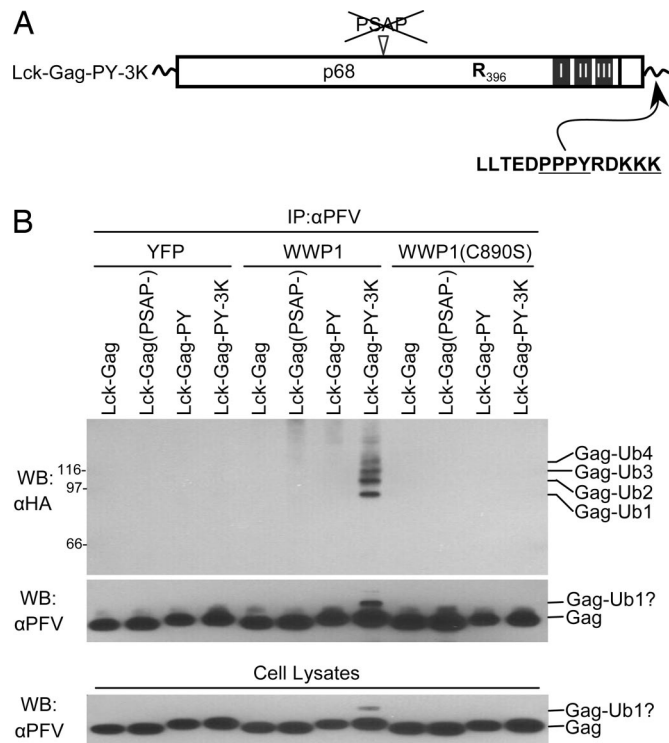 A
PSAP
Lck-Gag-PY-3K
p68
R396
I II III
LLTEDPPPYRDKKK
B
IP:αPFV
YFP WWP1 WWP1(C890S)
Lck-Gag Lck-Gag(PSAP-) Lck-Gag-PY Lck-Gag-PY-3K Lck-Gag Lck-Gag(PSAP-) Lck-Gag-PY Lck-Gag-PY-3K Lck-Gag Lck-Gag(PSAP-) Lck-Gag-PY Lck-Gag-PY-3K
WB:
αHA
116-
97-
66-
Gag-Ub4
Gag-Ub3
Gag-Ub2
Gag-Ub1
WB:
αPFV
Gag-Ub1?
Gag
Cell Lysates
WB:
αPFV
Gag-Ub1?
Gag